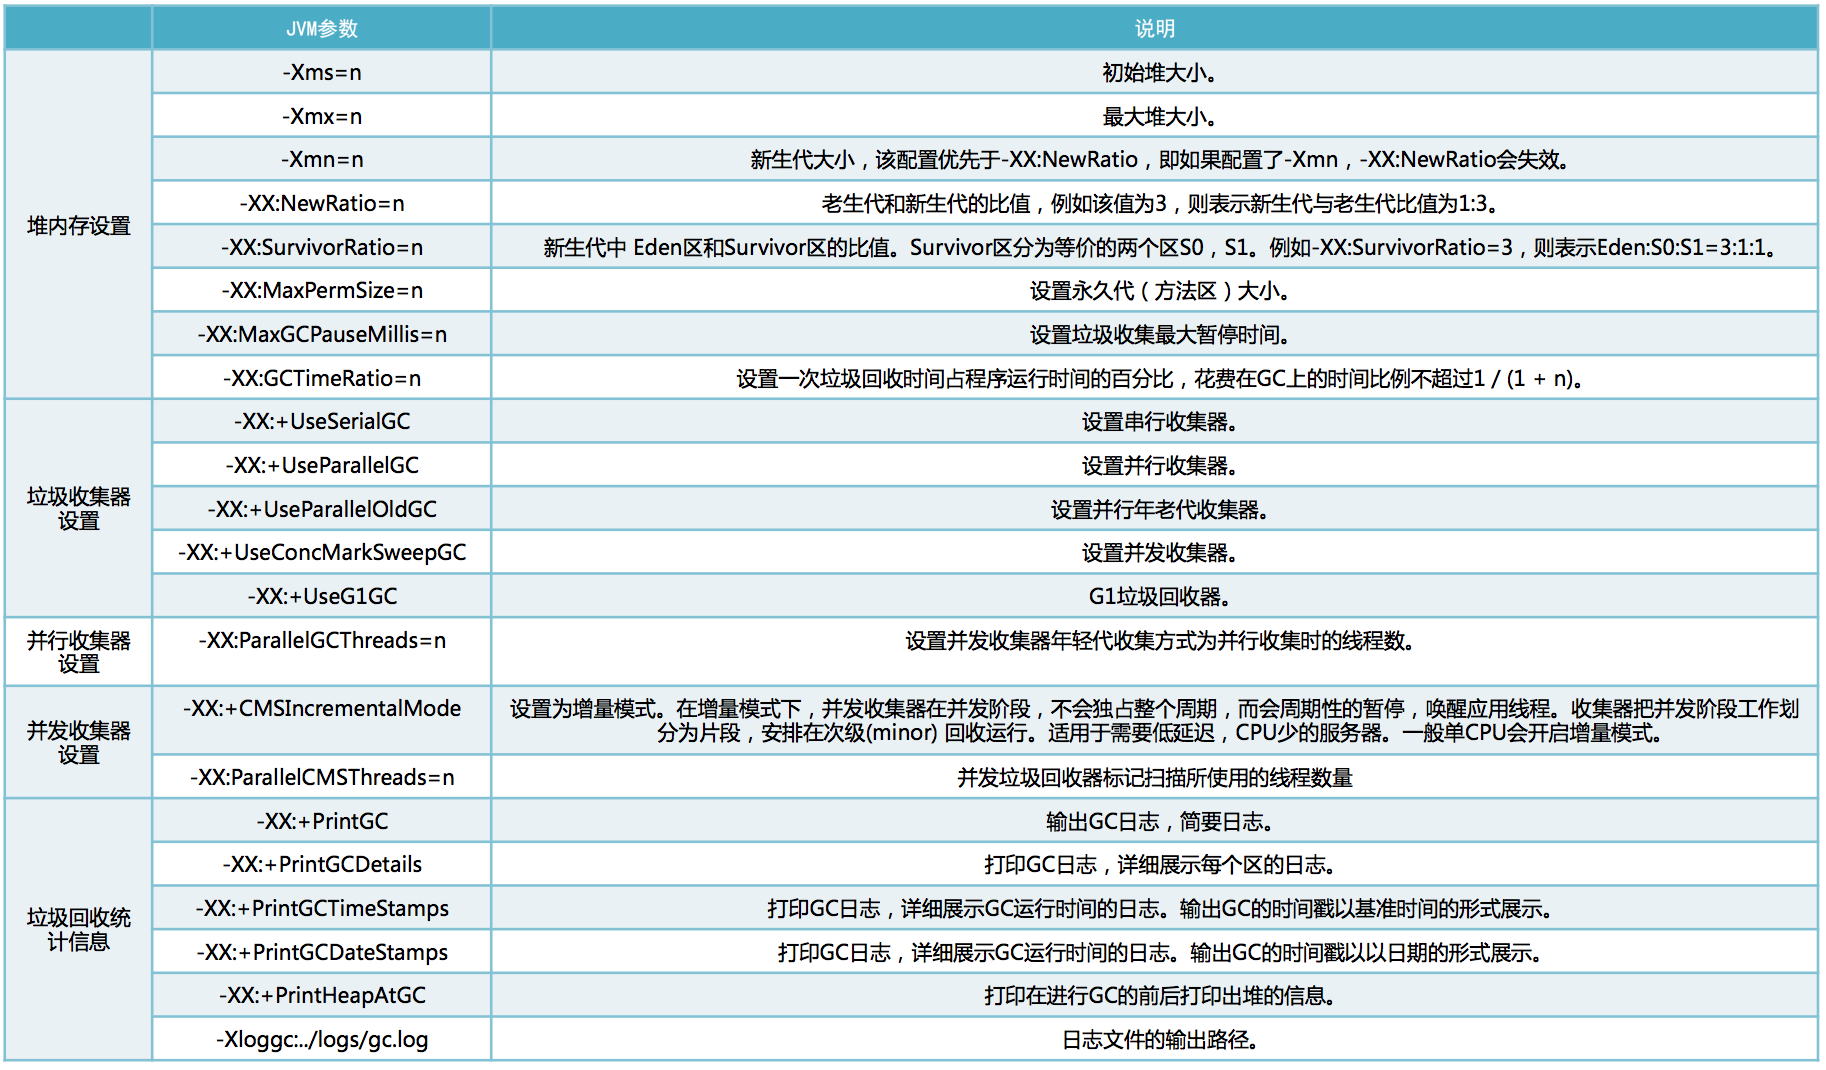 JVM参数 说明
堆内存设置
-Xms=n 初始堆大小。
-Xmx=n 最大堆大小。
-Xmn=n 新生代大小，该配置优先于-XX:NewRatio，即如果配置了-Xmn，-XX:NewRatio会失效。
-XX:NewRatio=n 老生代和新生代的比值，例如该值为3，则表示新生代与老生代比值为1:3。
-XX:SurvivorRatio=n 新生代中 Eden区和Survivor区的比值。Survivor区分为等价的两个区S0，S1。例如-XX:SurvivorRatio=3，则表示Eden:S0:S1=3:1:1。
-XX:MaxPermSize=n 设置永久代（方法区）大小。
-XX:MaxGCPauseMillis=n 设置垃圾收集最大暂停时间。
-XX:GCTimeRatio=n 设置一次垃圾回收时间占程序运行时间的百分比，花费在GC上的时间比例不超过1 / (1 + n)。
垃圾收集器
设置
-XX:+UseSerialGC 设置串行收集器。
-XX:+UseParallelGC 设置并行收集器。
-XX:+UseParallelOldGC 设置并行年老代收集器。
-XX:+UseConcMarkSweepGC 设置并发收集器。
-XX:+UseG1GC G1垃圾回收器。
并行收集器
设置
-XX:ParallelGCThreads=n 设置并发收集器年轻代收集方式为并行收集时的线程数。
并发收集器
设置
-XX:+CMSIncrementalMode 设置为增量模式。在增量模式下，并发收集器在并发阶段，不会独占整个周期，而会周期性的暂停，唤醒应用线程。收集器把并发阶段工作划
分为片段，安排在次级(minor) 回收运行。适用于需要低延迟，CPU少的服务器。一般单CPU会开启增量模式。
-XX:ParallelCMSThreads=n 并发垃圾回收器标记扫描所使用的线程数量
垃圾回收统
计信息
-XX:+PrintGC 输出GC日志，简要日志。
-XX:+PrintGCDetails 打印GC日志，详细展示每个区的日志。
-XX:+PrintGCTimeStamps 打印GC日志，详细展示GC运行时间的日志。输出GC的时间戳以基准时间的形式展示。
-XX:+PrintGCDateStamps 打印GC日志，详细展示GC运行时间的日志。输出GC的时间戳以以日期的形式展示。
-XX:+PrintHeapAtGC 打印在进行GC的前后打印出堆的信息。
-Xloggc:../logs/gc.log 日志文件的输出路径。